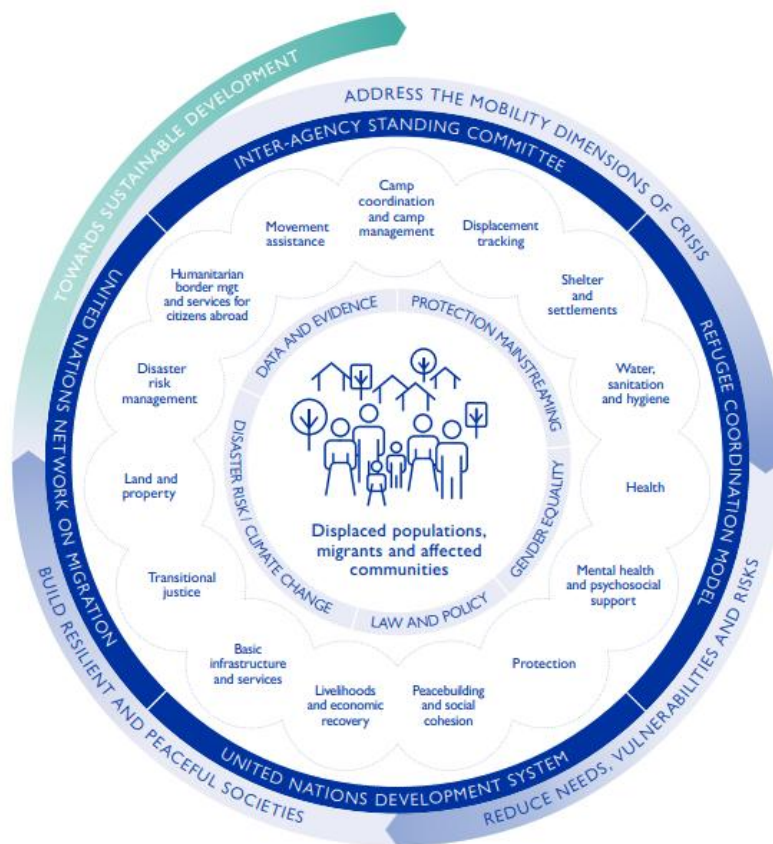 TOWARDS SUSTAINABLE DEVELOPMENT
ADDRESS THE MOBILITY DIMENSIONS OF CRISIS
REDUCE NEEDS, VULNERABILITIES AND RISKS
BUILD RESILIENT AND PEACEFUL SOCIETIES
INTER-AGENCY STANDING COMMITTEE
REFUGEE COORDINATION MODEL
UNITED NATIONS DEVELOPMENT SYSTEM
UNITED NATIONS NETWORK ON MIGRATION
Camp
coordination
and camp
management
Displacement
tracking
Shelter
and
settlements
Water,
sanitation
and hygiene
Health
Mental health
and psychosocial
support
Protection
Peacebuilding
and social
cohesion
Livelihoods
and economic
recovery
Basic
infrastructure
and services
Transitional
justice
Land and
property
Disaster
risk
management
Humanitarian
border mgt
and services for
citizens abroad
Movement
assistance
DATA AND EVIDENCE
PROTECTION MAINSTREAMING
GENDER EQUALITY
LAW AND POLICY
DISASTER RISK / CLIMATE CHANGE
Displaced populations,
migrants and affected
communities